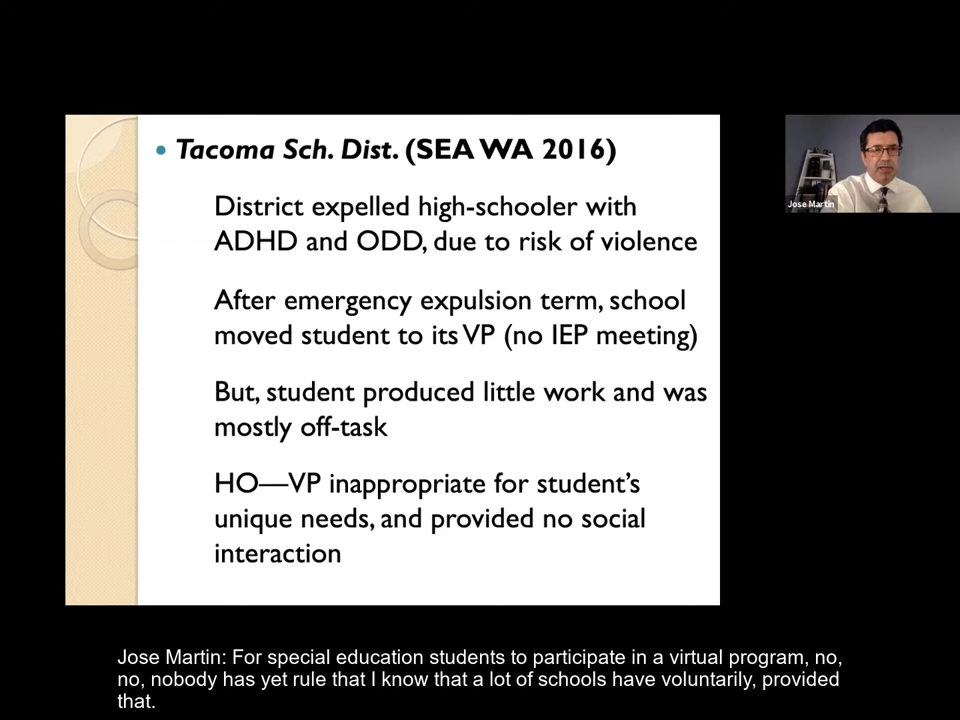 Tacoma Sch. Dist. (SEA WA 2016)
District expelled high-schooler with
ADHD and ODD, due to risk of violence
After emergency expulsion term, school
moved student to its VP (no IEP meeting)
But, student produced little work and was
mostly off-task
HO—VP inappropriate for student's
unique needs, and provided no social
interaction
Jose Martin
Jose Martin: For special education students to participate in a virtual program, no,
no, nobody has yet rule that I know that a lot of schools have voluntarily, provided
that.